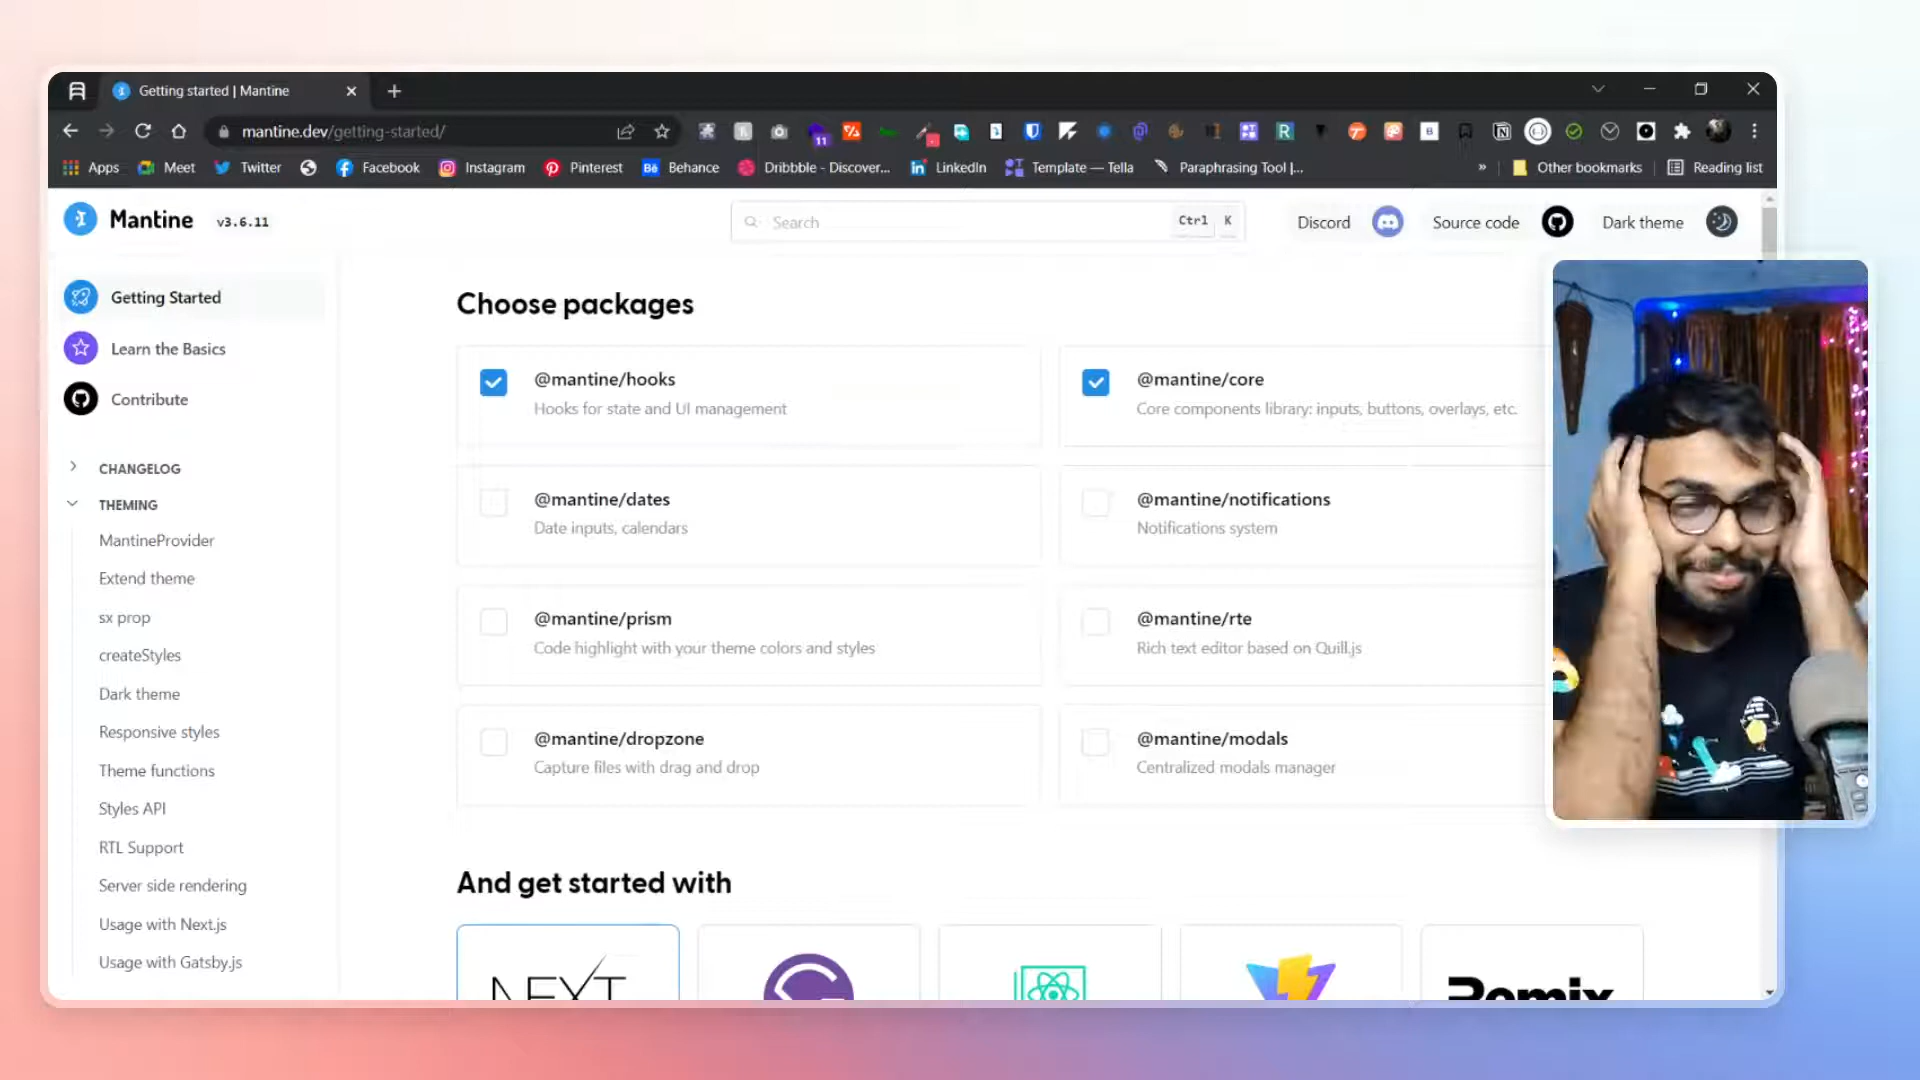 Getting started | Mantine
mantine.dev/getting-started/
11
Apps
Meet
Twitter
Facebook
Instagram
Pinterest
Behance
Dribbble - Discover...
LinkedIn
Template — Tella
Paraphrasing Tool |...
»
Other bookmarks
Reading list
Mantine
v3.6.11
Search
Ctrl
K
Discord
Source code
Dark theme
Getting Started
Learn the Basics
Contribute
CHANGELOG
THEMING
MantineProvider
Extend theme
sx prop
createStyles
Dark theme
Responsive styles
Theme functions
Styles API
RTL Support
Server side rendering
Usage with Next.js
Usage with Gatsby.js
Choose packages
@mantine/hooks
Hooks for state and UI management
@mantine/core
Core components library: inputs, buttons, overlays, etc.
@mantine/dates
Date inputs, calendars
@mantine/notifications
Notifications system
@mantine/prism
Code highlight with your theme colors and styles
@mantine/rte
Rich text editor based on Quill.js
@mantine/dropzone
Capture files with drag and drop
@mantine/modals
Centralized modals manager
And get started with
NEXT
Remix